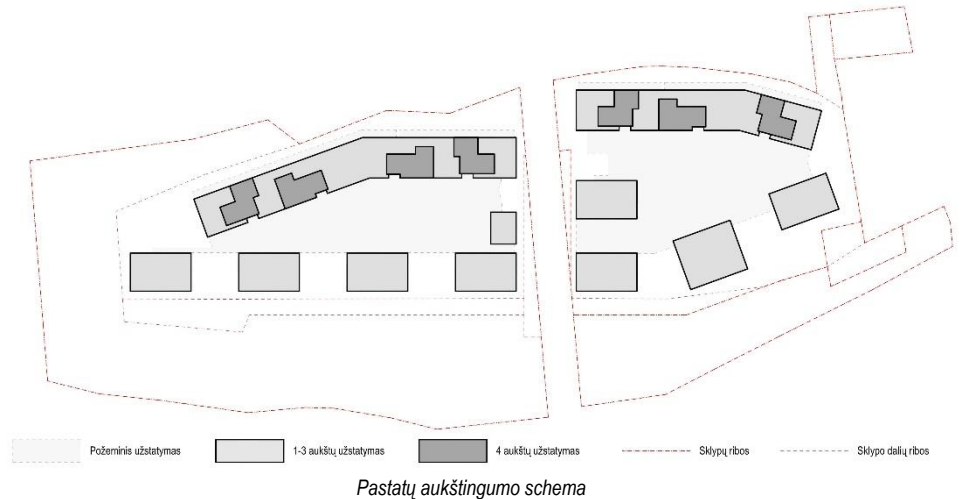 Požeminis užstatymas
1-3 aukštų užstatymas
4 aukštų užstatymas
Sklypų ribos
Sklypo dalių ribos
Pastatų aukštingumo schema